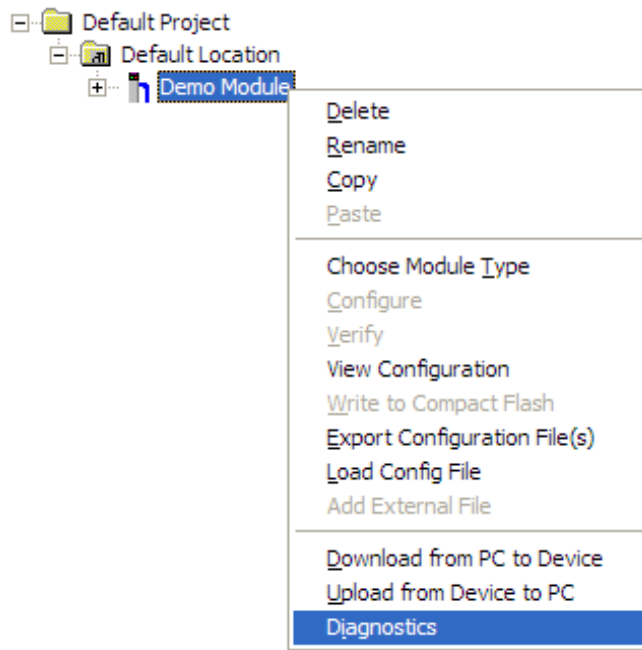 Default Project
Default Location
Demo Module
Delete
Rename
Copy
Paste
Choose Module Type
Configure
Verify
View Configuration
Write to Compact Flash
Export Configuration File(s)
Load Config File
Add External File
Download from PC to Device
Upload from Device to PC
Diagnostics